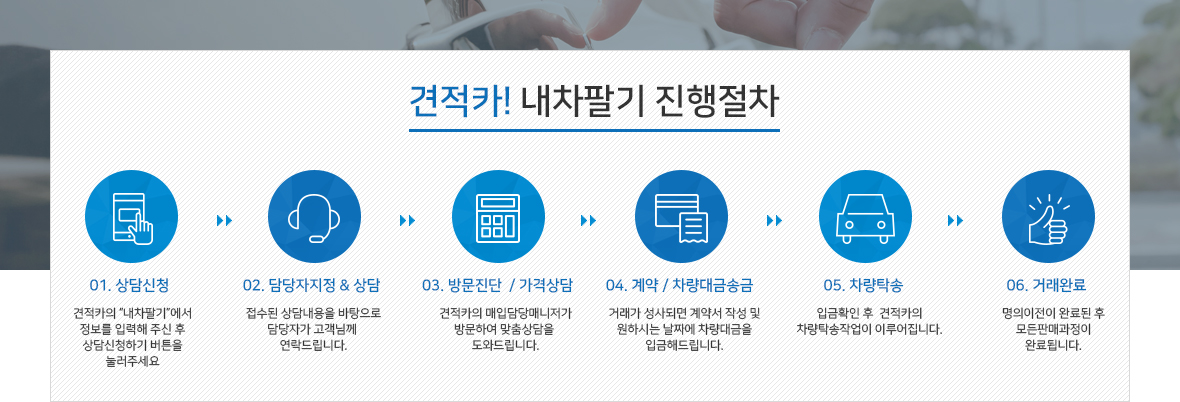 견적카! 내차팔기 진행절차
01. 상담신청
견적카의 "내차팔기"에서
정보를 입력해 주신 후
상담신청하기 버튼을
눌러주세요
02. 담당자지정 & 상담
접수된 상담내용을 바탕으로
담당자가 고객님께
연락드립니다.
03. 방문진단 / 가격상담
견적카의 매입담당매니저가
방문하여 맞춤상담을
도와드립니다.
04. 계약 / 차량대금송금
거래가 성사되면 계약서 작성 및
원하시는 날짜에 차량대금을
입금해드립니다.
05. 차량탁송
입금확인 후 견적카의
차량탁송작업이 이루어집니다.
06. 거래완료
명의이전이 완료된 후
모든판매과정이
완료됩니다.